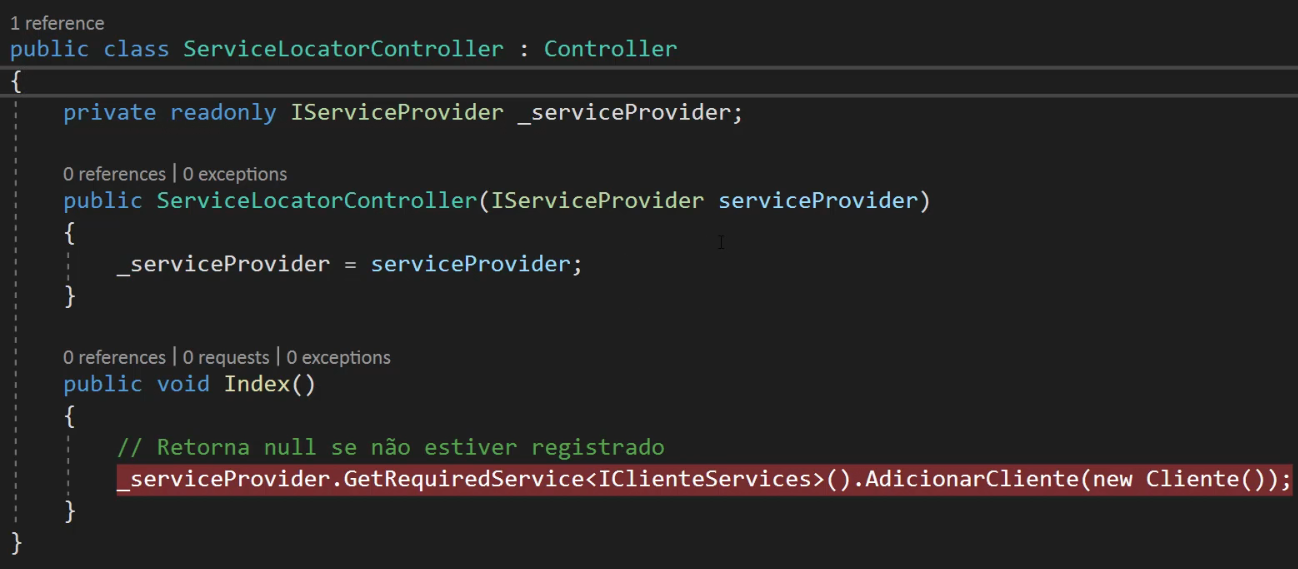 1 reference
public class ServiceLocatorController : Controller
{
private readonly IServiceProvider _serviceProvider;
0 references | 0 exceptions
public ServiceLocatorController(IServiceProvider serviceProvider)
{
_serviceProvider = serviceProvider;
}
0 references | 0 requests | 0 exceptions
public void Index()
{
// Retorna null se não estiver registrado
_serviceProvider.GetRequiredService<IClienteServices>().AdicionarCliente(new Cliente());
}
}